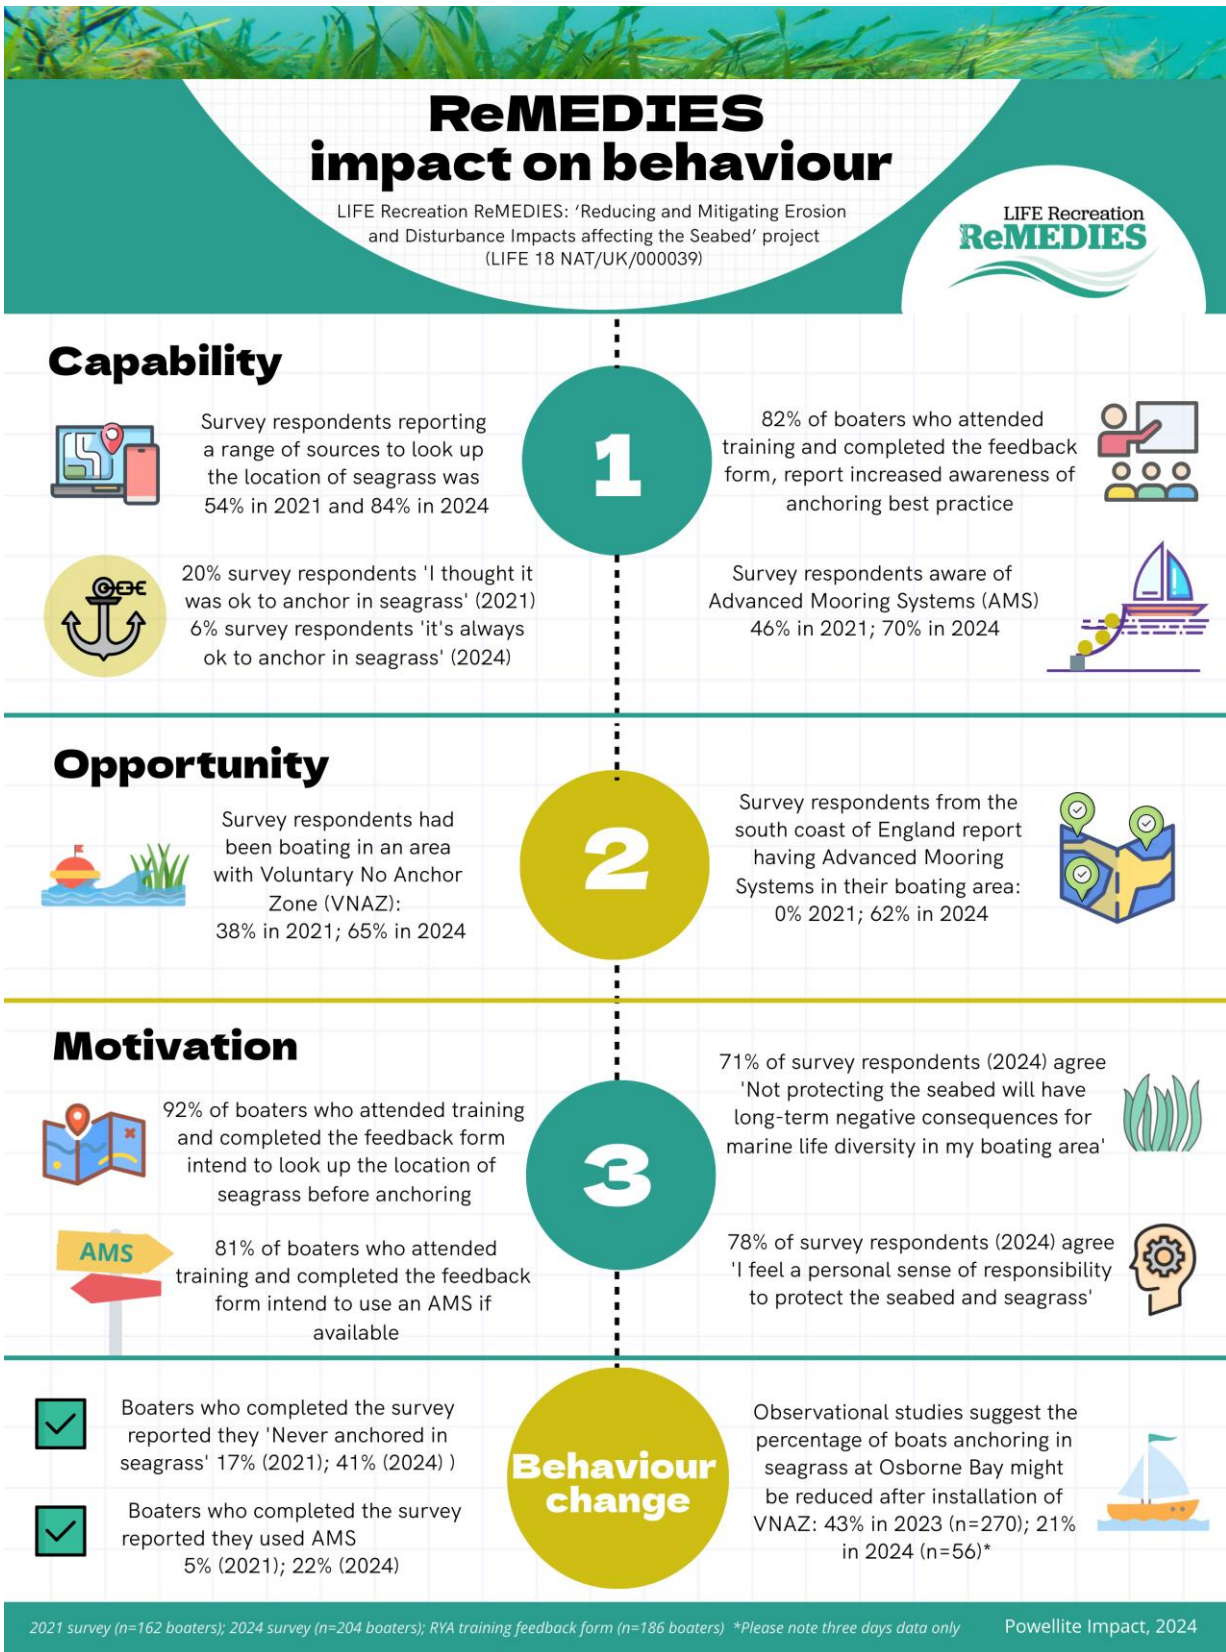 ReMEDIES
impact on behaviour
LIFE Recreation ReMEDIES: ‘Reducing and Mitigating Erosion
and Disturbance Impacts affecting the Seabed’ project
(LIFE 18 NAT/UK/000039)
LIFE Recreation
ReMEDIES
Capability
1
Survey respondents reporting
a range of sources to look up
the location of seagrass was
54% in 2021 and 84% in 2024
82% of boaters who attended
training and completed the feedback
form, report increased awareness of
anchoring best practice
20% survey respondents 'I thought it
was ok to anchor in seagrass' (2021)
6% survey respondents 'it's always
ok to anchor in seagrass' (2024)
Survey respondents aware of
Advanced Mooring Systems (AMS)
46% in 2021; 70% in 2024
Opportunity
2
Survey respondents had
been boating in an area
with Voluntary No Anchor
Zone (VNAZ):
38% in 2021; 65% in 2024
Survey respondents from the
south coast of England report
having Advanced Mooring
Systems in their boating area:
0% 2021; 62% in 2024
Motivation
3
92% of boaters who attended training
and completed the feedback form
intend to look up the location of
seagrass before anchoring
71% of survey respondents (2024) agree
'Not protecting the seabed will have
long-term negative consequences for
marine life diversity in my boating area'
AMS
81% of boaters who attended
training and completed the feedback
form intend to use an AMS if
available
78% of survey respondents (2024) agree
'I feel a personal sense of responsibility
to protect the seabed and seagrass'
Behaviour
change
Boaters who completed the survey
reported they 'Never anchored in
seagrass' 17% (2021); 41% (2024) )
Boaters who completed the survey
reported they used AMS
5% (2021); 22% (2024)
Observational studies suggest the
percentage of boats anchoring in
seagrass at Osborne Bay might
be reduced after installation of
VNAZ: 43% in 2023 (n=270); 21%
in 2024 (n=56)*
2021 survey (n=162 boaters); 2024 survey (n=204 boaters); RYA training feedback form (n=186 boaters) *Please note three days data only
Powellite Impact, 2024